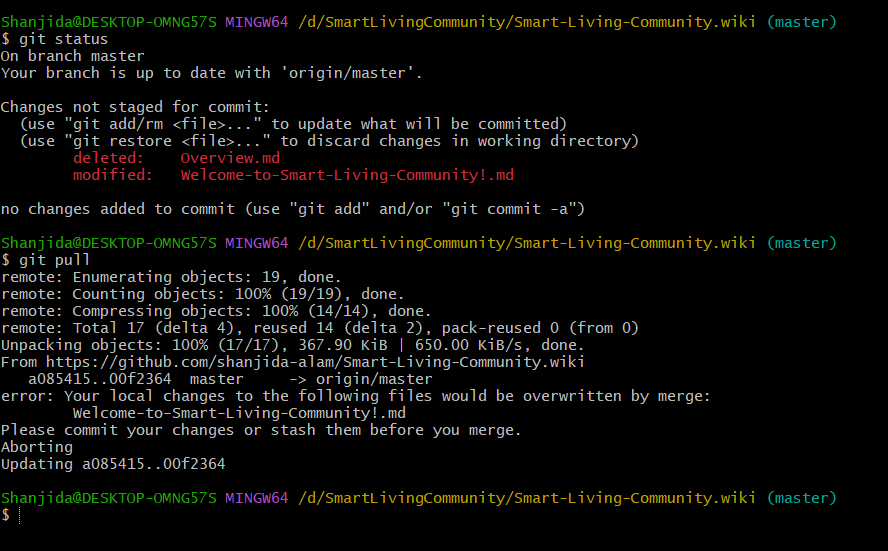 Shanjida@DESKTOP-OMNG57S MINGW64 /d/SmartLivingCommunity/Smart-Living-Community.wiki (master)
$ git status
On branch master
Your branch is up to date with 'origin/master'.

Changes not staged for commit:
  (use "git add/rm <file>..." to update what will be committed)
  (use "git restore <file>..." to discard changes in working directory)
        deleted:    Overview.md
        modified:   Welcome-to-Smart-Living-Community!.md

no changes added to commit (use "git add" and/or "git commit -a")

Shanjida@DESKTOP-OMNG57S MINGW64 /d/SmartLivingCommunity/Smart-Living-Community.wiki (master)
$ git pull
remote: Enumerating objects: 19, done.
remote: Counting objects: 100% (19/19), done.
remote: Compressing objects: 100% (14/14), done.
remote: Total 17 (delta 4), reused 14 (delta 2), pack-reused 0 (from 0)
Unpacking objects: 100% (17/17), 367.90 KiB | 650.00 KiB/s, done.
From https://github.com/shanjida-alam/Smart-Living-Community.wiki
   a085415..00f2364  master     -> origin/master
error: Your local changes to the following files would be overwritten by merge:
        Welcome-to-Smart-Living-Community!.md
Please commit your changes or stash them before you merge.
Aborting
Updating a085415..00f2364

Shanjida@DESKTOP-OMNG57S MINGW64 /d/SmartLivingCommunity/Smart-Living-Community.wiki (master)
$